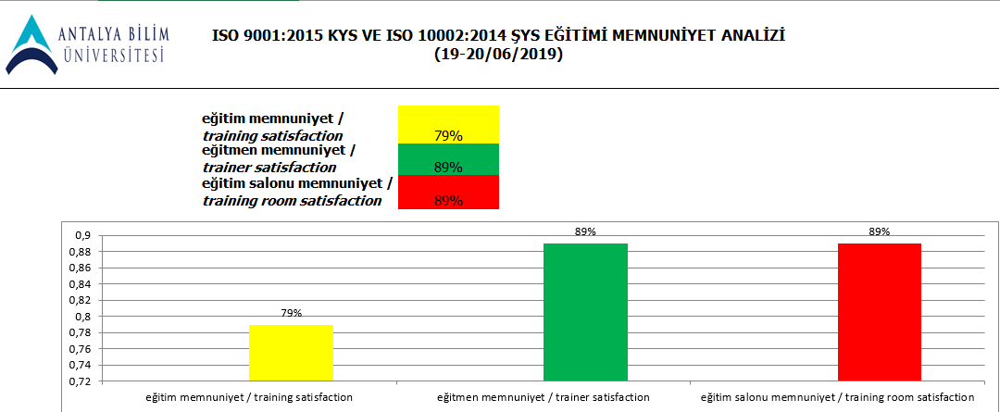 ANTALYA BİLİM
ÜNİVERSİTESİ
ISO 9001:2015 KYS VE ISO 10002:2014 ŞYS EĞİTİMİ MEMNUNİYET ANALİZİ
(19-20/06/2019)
eğitim memnuniyet /
training satisfaction 79%
eğitmen memnuniyet /
trainer satisfaction 89%
eğitim salonu memnuniyet /
training room satisfaction 89%
0,9
0,88
0,86
0,84
0,82
0,8
0,78
0,76
0,74
0,72
79%
89%
89%
eğitim memnuniyet / training satisfaction
eğitmen memnuniyet / trainer satisfaction
eğitim salonu memnuniyet / training room satisfaction